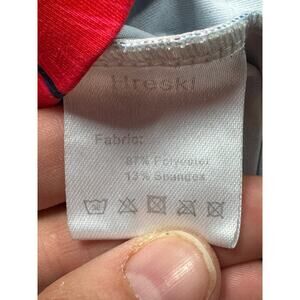 Hreski
Fabric:
87% Polyester
13% Spandex